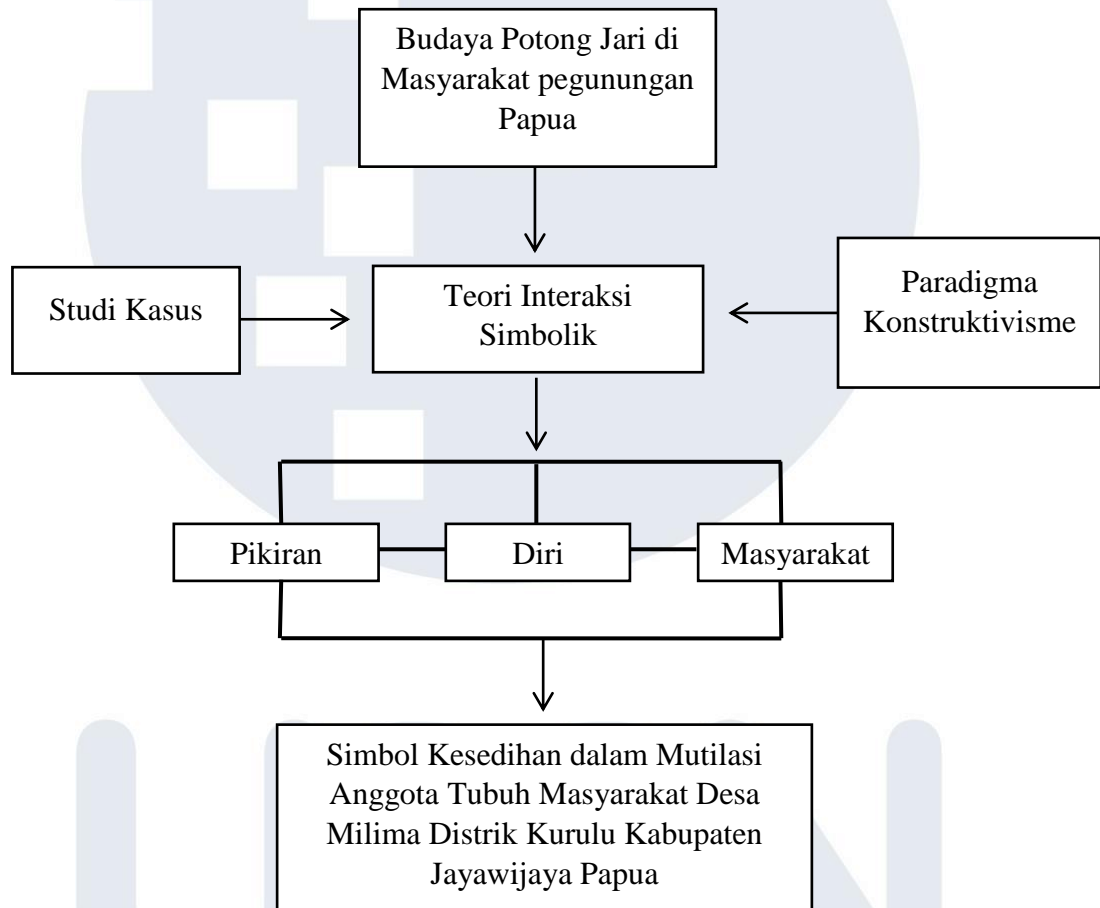 Budaya Potong Jari di
Masyarakat pegunungan
Papua
Studi Kasus
Teori Interaksi
Simbolik
Paradigma
Konstruktivisme
Pikiran
Diri
Masyarakat
Simbol Kesedihan dalam Mutilasi
Anggota Tubuh Masyarakat Desa
Milima Distrik Kurulu Kabupaten
Jayawijaya Papua